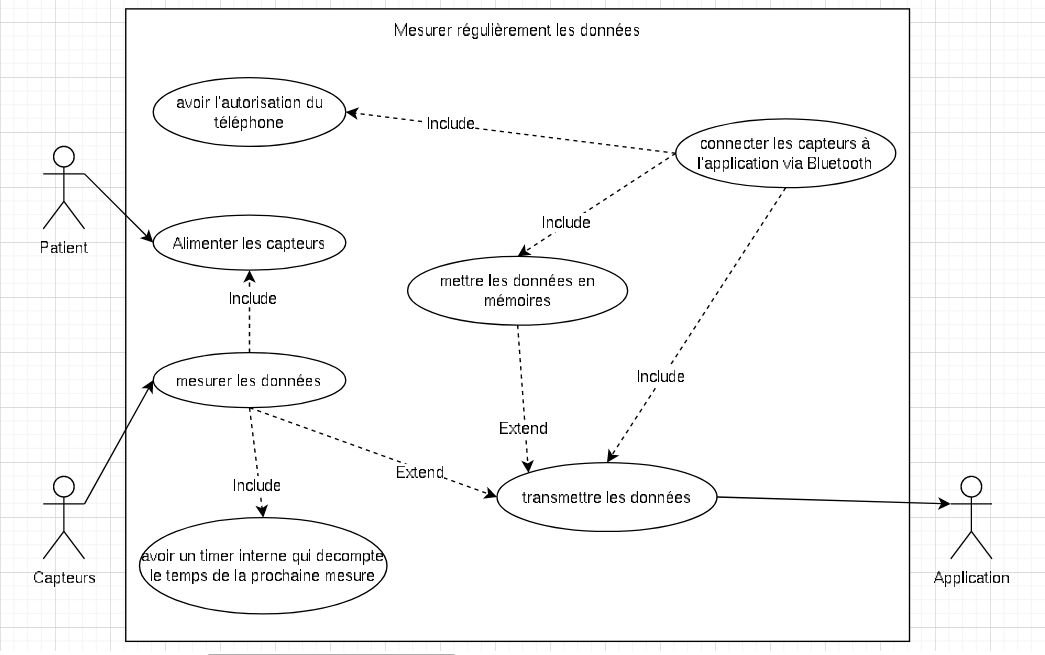 Mesurer régulièrement les données
avoir l'autorisation du
téléphone
Include
connecter les capteurs à
l'application via Bluetooth
Patient
Alimenter les capteurs
Include
Include
mettre les données en
mémoires
mesurer les données
Include
Extend
Extend
Include
transmettre les données
avoir un timer interne qui decompte
le temps de la prochaine mesure
Capteurs
Application